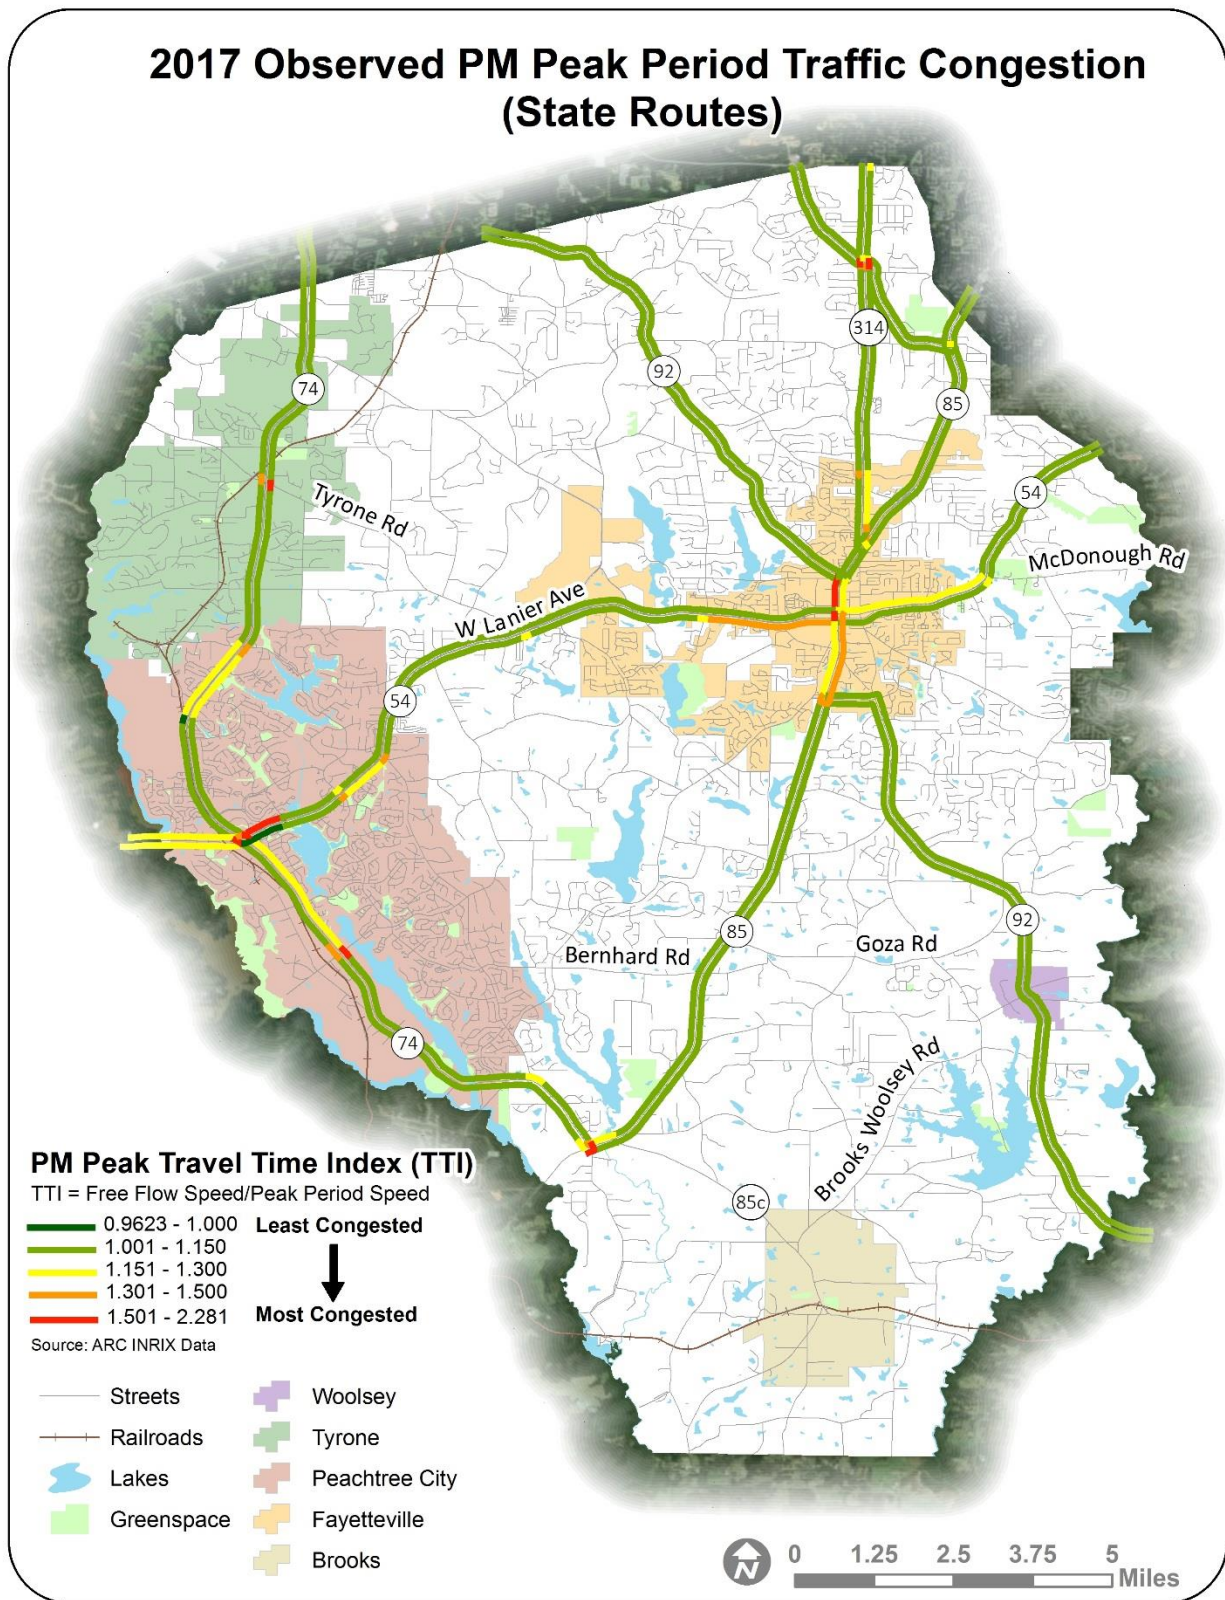 2017 Observed PM Peak Period Traffic Congestion
(State Routes)
314
92
74
85
54
Tyrone Rd
McDonough Rd
W Lanier Ave
54
92
85
Goza Rd
Bernhard Rd
74
Brooks Woolsey Rd
85c
PM Peak Travel Time Index (TTI)
TTI = Free Flow Speed/Peak Period Speed
0.9623 - 1.000 Least Congested
1.001 - 1.150
1.151 - 1.300
1.301 - 1.500
1.501 - 2.281 Most Congested
Source: ARC INRIX Data
Streets
Railroads
Lakes
Greenspace
Woolsey
Tyrone
Peachtree City
Fayetteville
Brooks
N
0 1.25 2.5 3.75 5
Miles